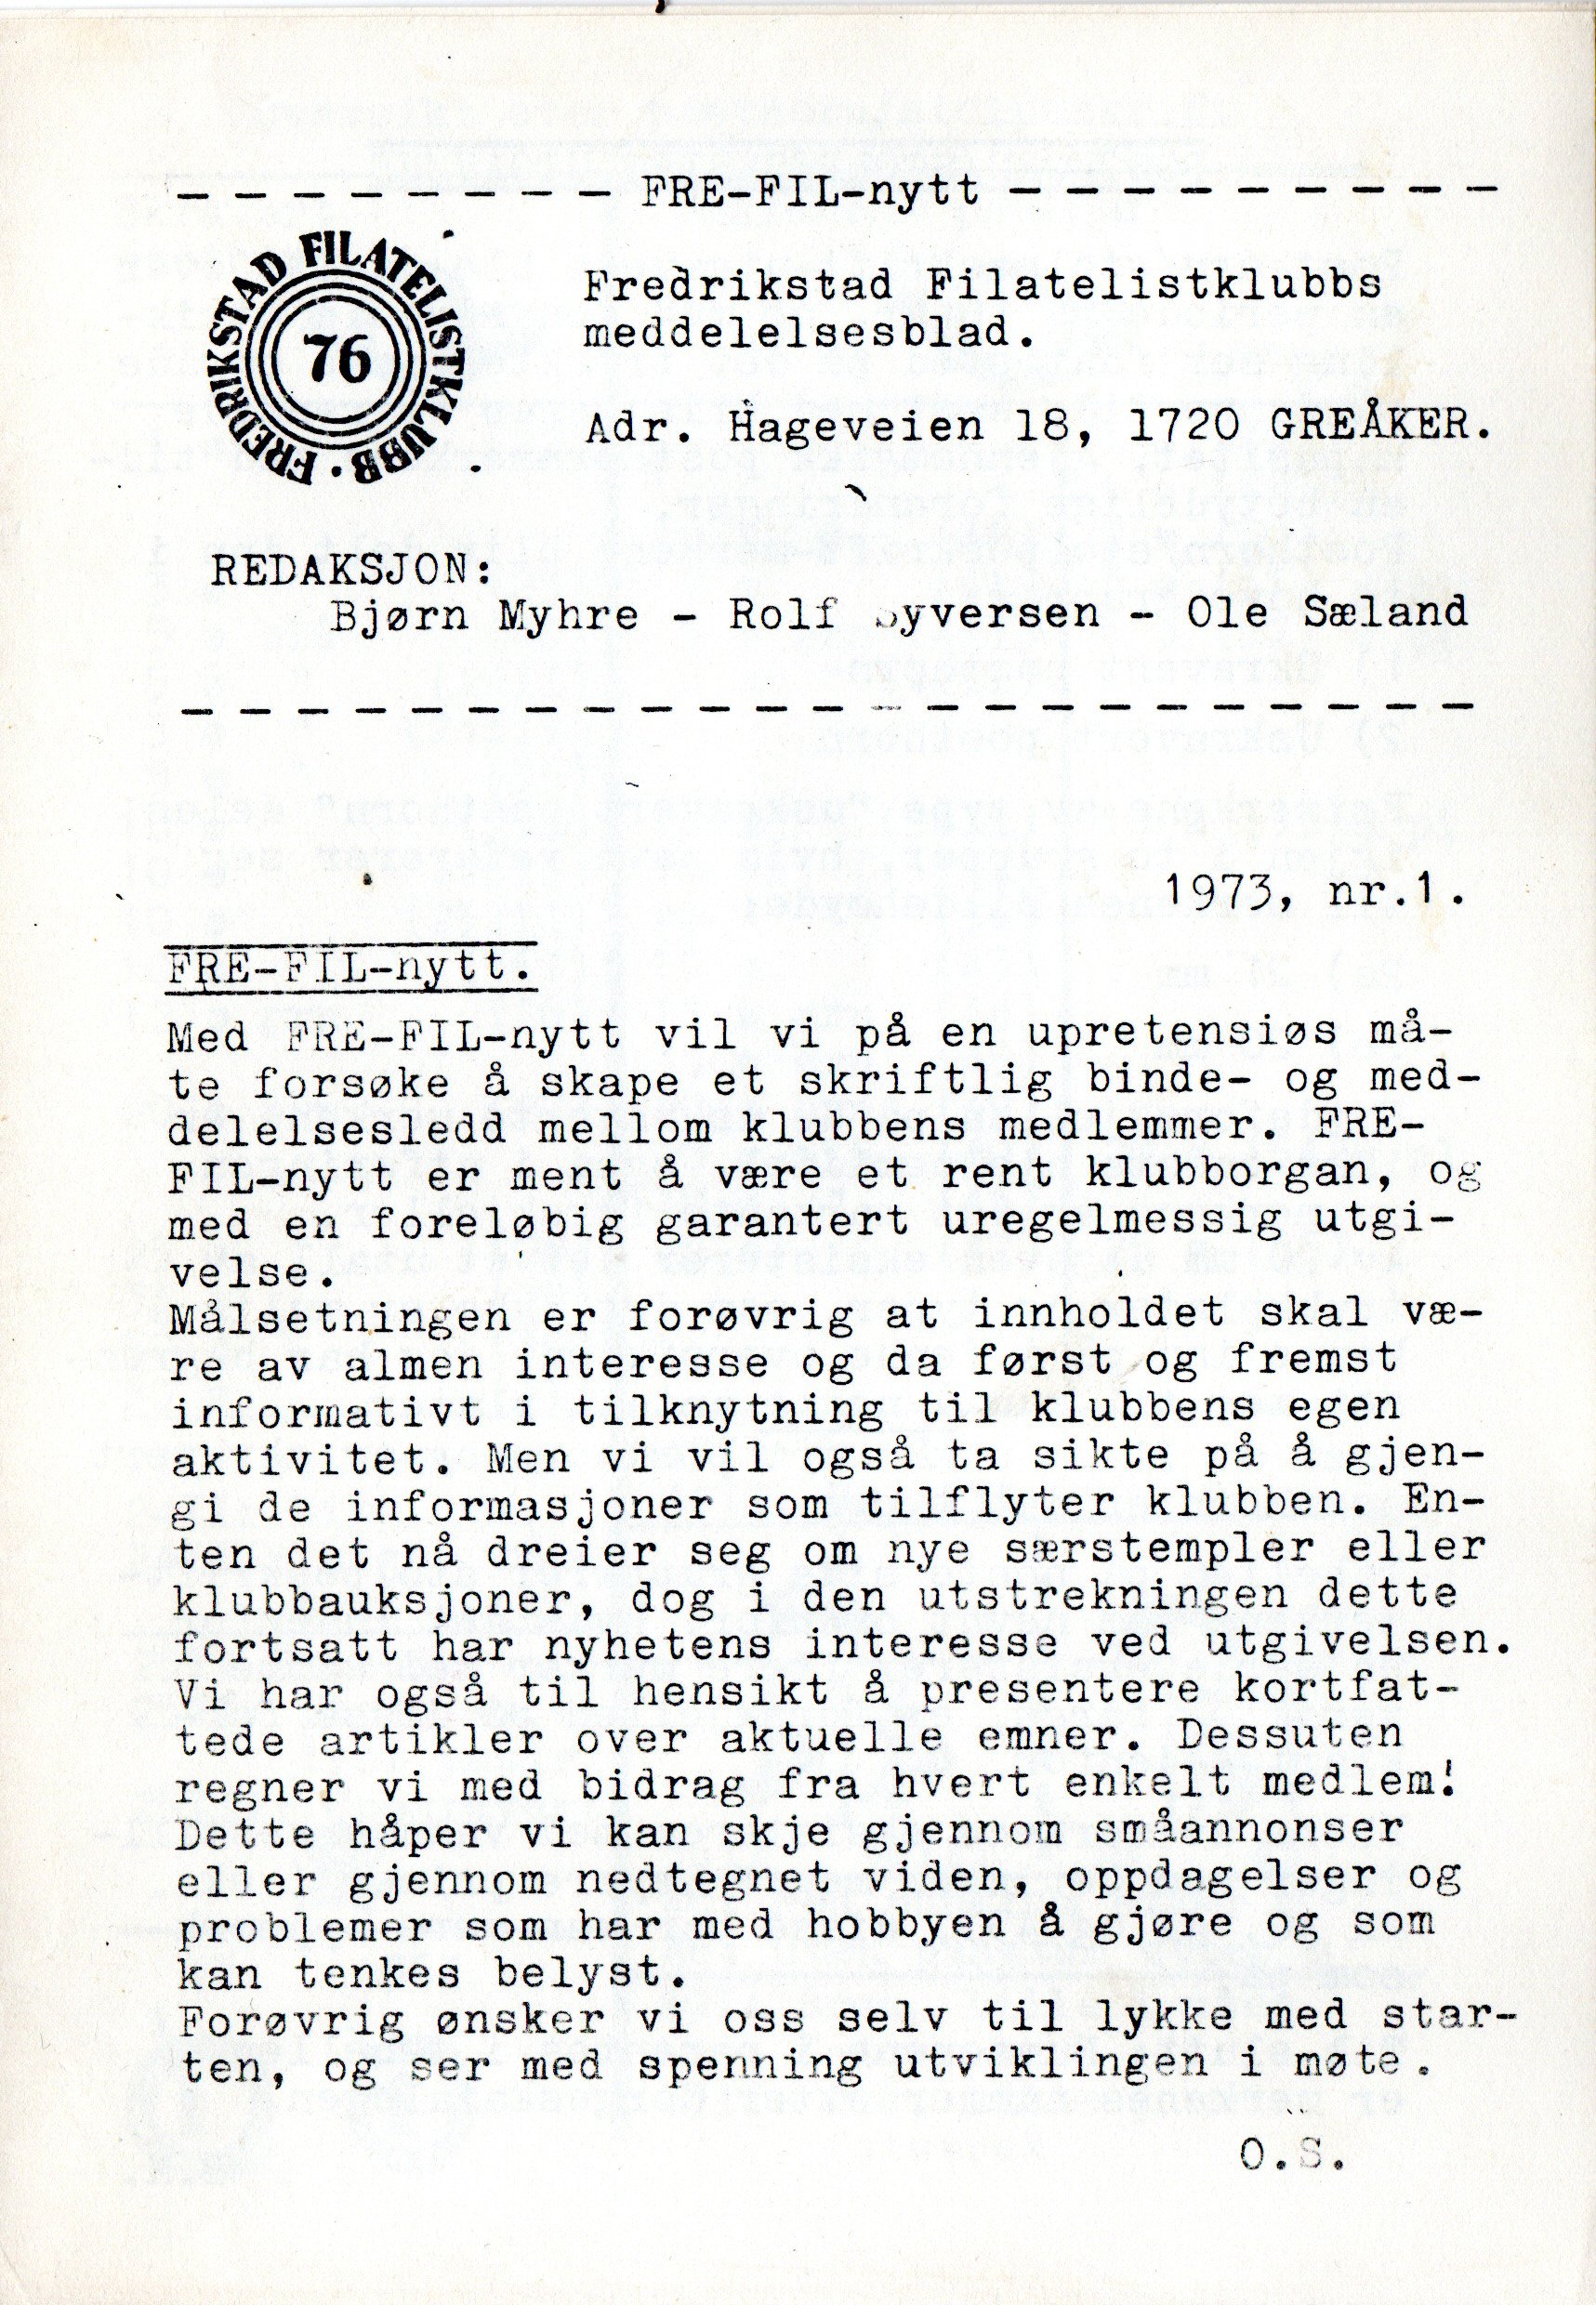 - - - - - - - - FRE-FIL-nytt - - - - - - - - -
FREDRIKSTAD FILATELISTKLUBB ·
76
Fredrikstad Filatelistklubbs
meddelelsesblad.
Adr. Hageveien 18, 1720 GREÅKER.
REDAKSJON:
Bjørn Myhre - Rolf Syversen - Ole Sæland
- - - - - - - - - - - - - - - - - - - - - - -
1973, nr.1.
FRE-FIL-nytt.
Med FRE-FIL-nytt vil vi på en upretensiøs må-
te forsøke å skape et skriftlig binde- og med-
delelsesledd mellom klubbens medlemmer. FRE-
FIL-nytt er ment å være et rent klubborgan, og
med en foreløbig garantert uregelmessig utgi-
velse.
Målsetningen er forøvrig at innholdet skal væ-
re av almen interesse og da først og fremst
informativt i tilknytning til klubbens egen
aktivitet. Men vi vil også ta sikte på å gjen-
gi de informasjoner som tilflyter klubben. En-
ten det nå dreier seg om nye særstempler eller
klubbauksjoner, dog i den utstrekningen dette
fortsatt har nyhetens interesse ved utgivelsen.
Vi har også til hensikt å presentere kortfat-
tede artikler over aktuelle emner. Dessuten
regner vi med bidrag fra hvert enkelt medlem!
Dette håper vi kan skje gjennom småannonser
eller gjennom nedtegnet viden, oppdagelser og
problemer som har med hobbyen å gjøre og som
kan tenkes belyst.
Forøvrig ønsker vi oss selv til lykke med star-
ten, og ser med spenning utviklingen i møte.
O.S.